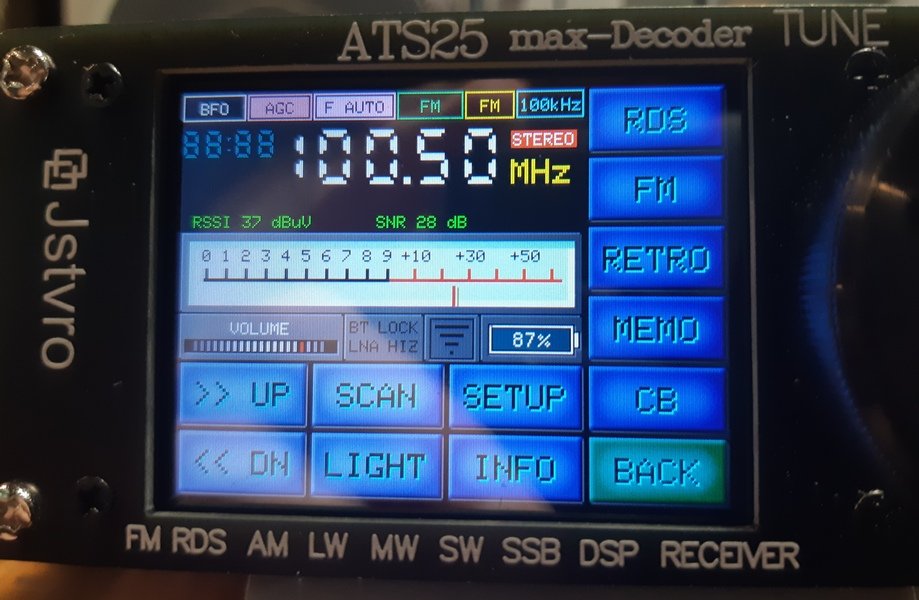 ATS25 max-Decoder TUNE
Jstvro
BFO AGC F AUTO FM FM 100kHz
88:88 100.50 STEREO
MHz
RSSI 37 dBuV SNR 28 dB
0 1 2 3 4 5 6 7 8 9 +10 +30 +50
VOLUME
BT LOCK
LNA HIZ
87%
RDS
FM
RETRO
MEMO
CB
BACK
>> UP SCAN SETUP
<< DN LIGHT INFO
FM RDS AM LW MW SW SSB DSP RECEIVER